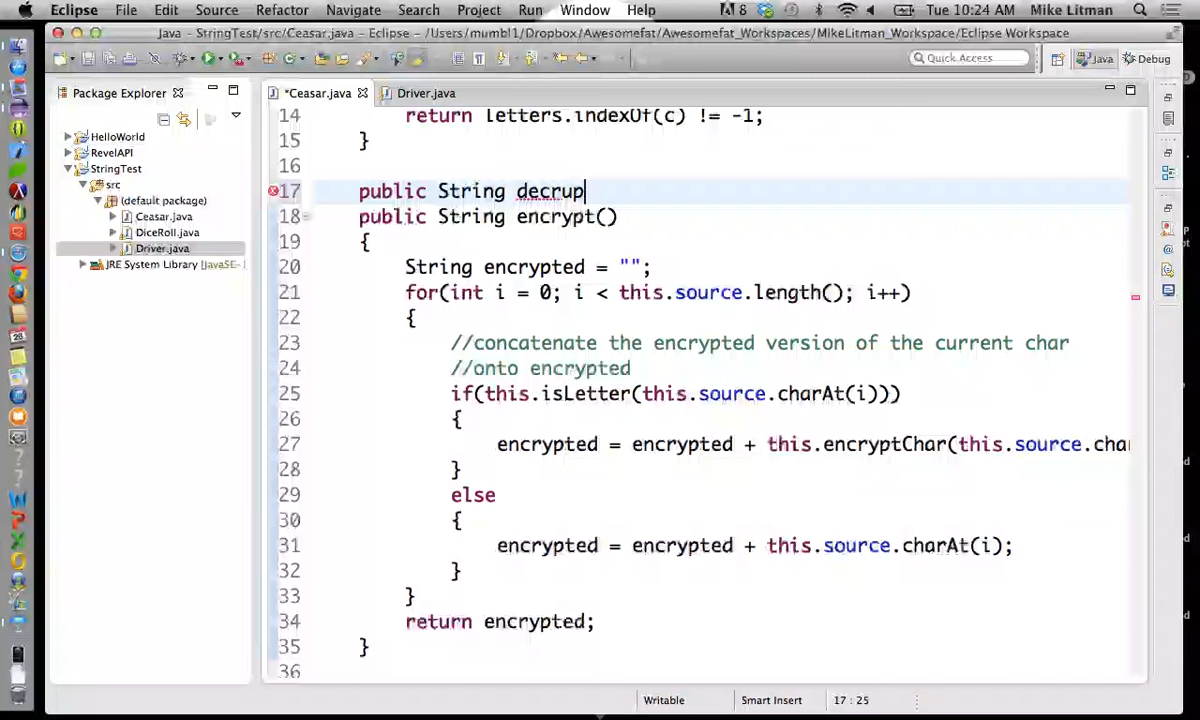 Eclipse File Edit Source Refactor Navigate Search Project Run Window Help 8 Tue 10:24 AM Mike Litman
Java - StringTest/src/Ceasar.java - Eclipse - /Users/mumbl1/Dropbox/Awesomefat/Awesomefat_Workspaces/MikeLitman_Workspace/Eclipse Workspace
Quick Access Java Debug
Package Explorer
*Ceasar.java Driver.java
HelloWorld
RevelAPI
StringTest
src
(default package)
Ceasar.java
DiceRoll.java
Driver.java
JRE System Library [JavaSE-
14 return letters.indexOf(c) != -1;
15 }
16
17 public String decrup
18 public String encrypt()
19 {
20 String encrypted = "";
21 for(int i = 0; i < this.source.length(); i++)
22 {
23 //concatenate the encrypted version of the current char
24 //onto encrypted
25 if(this.isLetter(this.source.charAt(i)))
26 {
27 encrypted = encrypted + this.encryptChar(this.source.cha
28 }
29 else
30 {
31 encrypted = encrypted + this.source.charAt(i);
32 }
33 }
34 return encrypted;
35 }
36
Writable Smart Insert 17 : 25